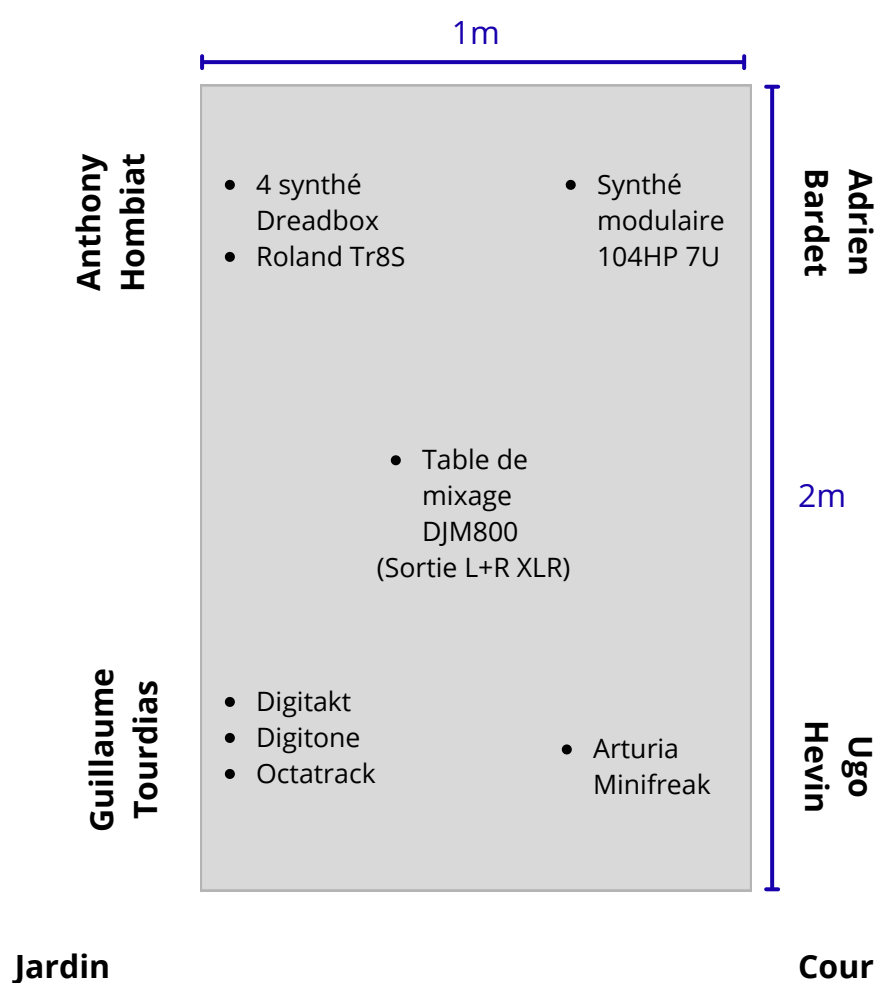 1m
Anthony
Hombiat
• 4 synthé
Dreadbox
• Roland Tr8S
• Synthé
modulaire
104HP 7U
Adrien
Bardet
• Table de
mixage
DJM800
(Sortie L+R XLR)
2m
Guillaume
Tourdias
• Digitakt
• Digitone
• Octatrack
• Arturia
Minifreak
Ugo
Hevin
Jardin
Cour